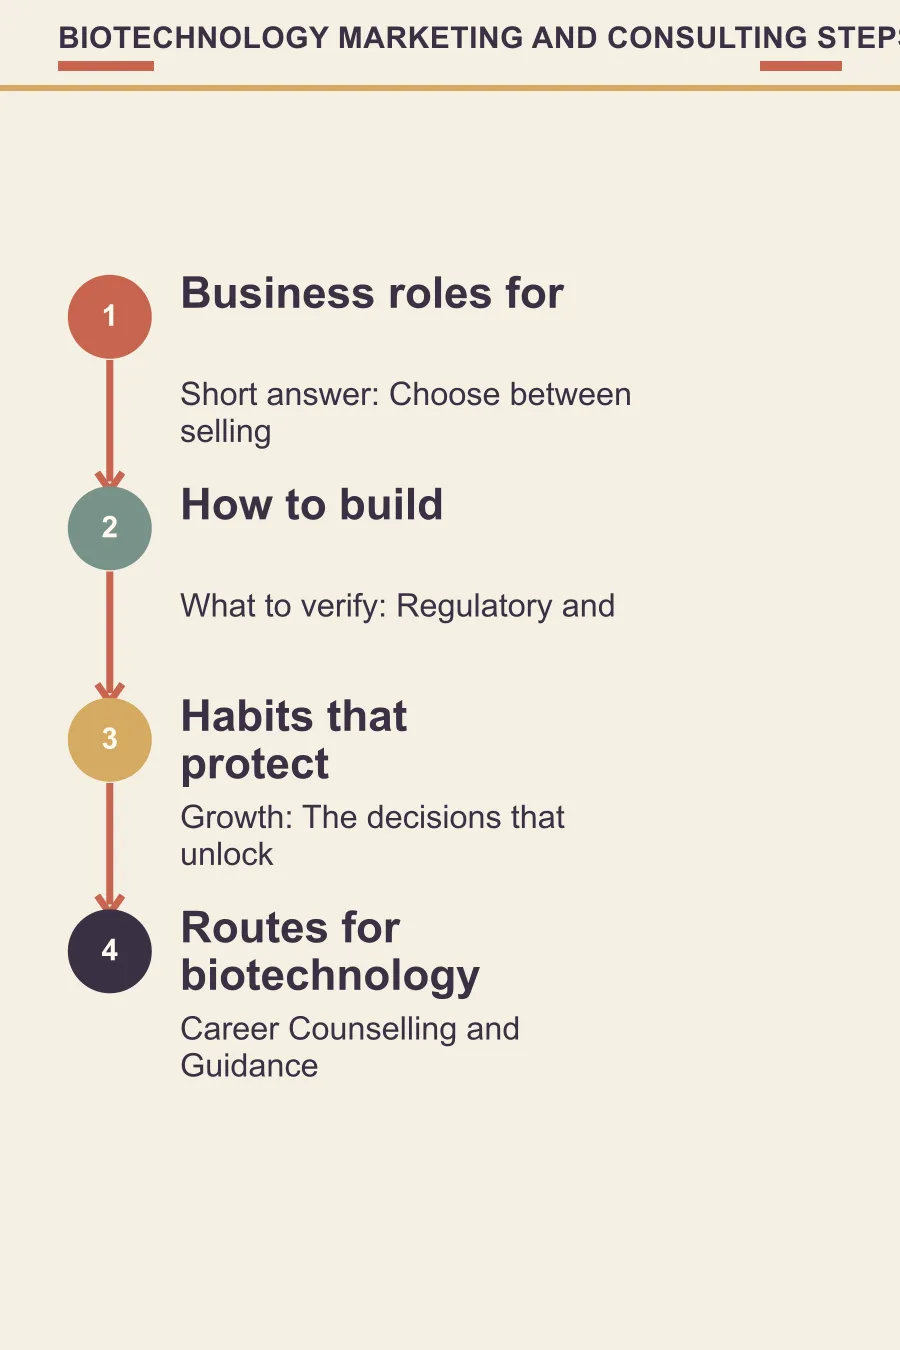 BIOTECHNOLOGY MARKETING AND CONSULTING STEPS
1
Business roles for
Short answer: Choose between
selling
2
How to build
What to verify: Regulatory and
3
Habits that
protect
Growth: The decisions that
unlock
4
Routes for
biotechnology
Career Counselling and
Guidance